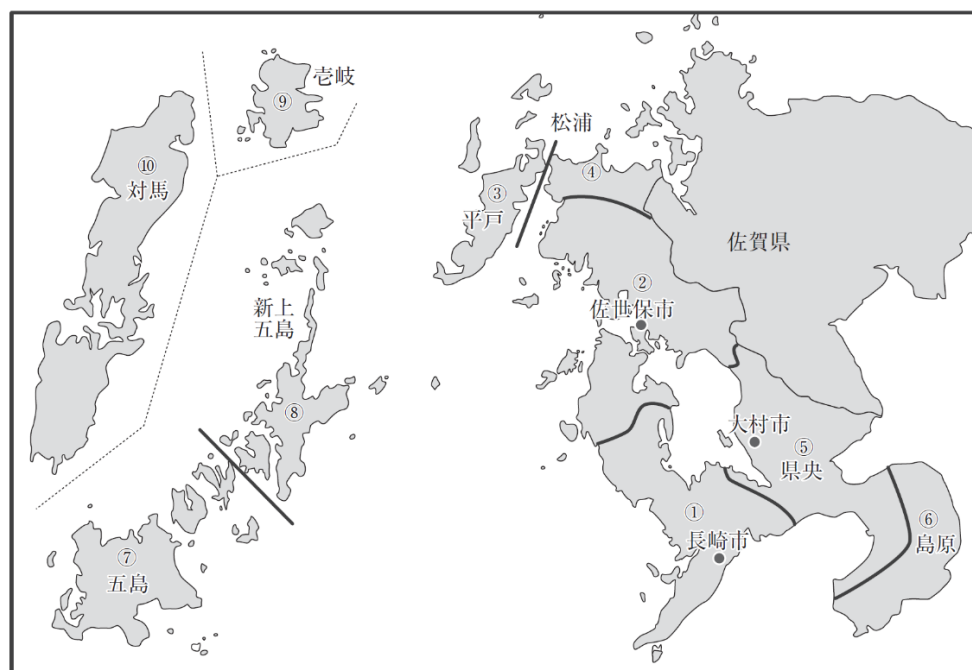 壱岐
⑨
松浦
⑩
対馬
④
③
平戸
佐賀県
②
佐世保市
新上
五島
⑧
大村市
⑤
県央
①
長崎市
⑥
島原
⑦
五島